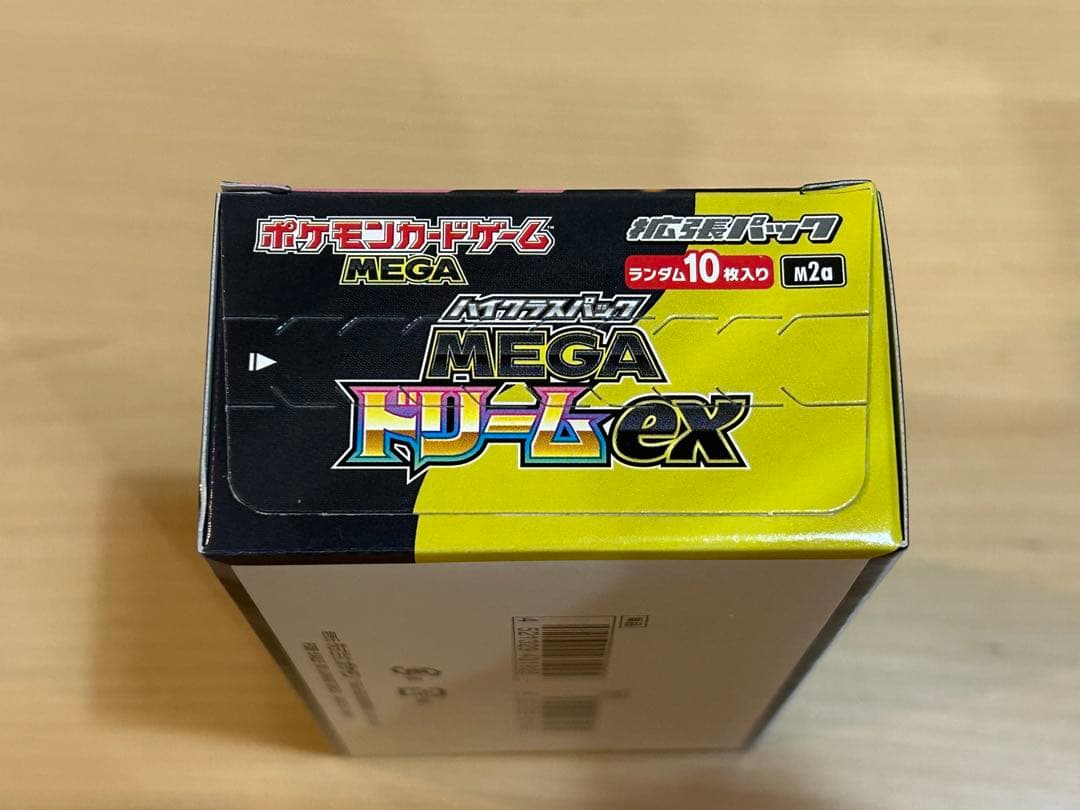 ポケモンカードゲーム
MEGA
拡張パック
ランダム10枚入り
M2a
ハイクラスパック
MEGA
ドリームex